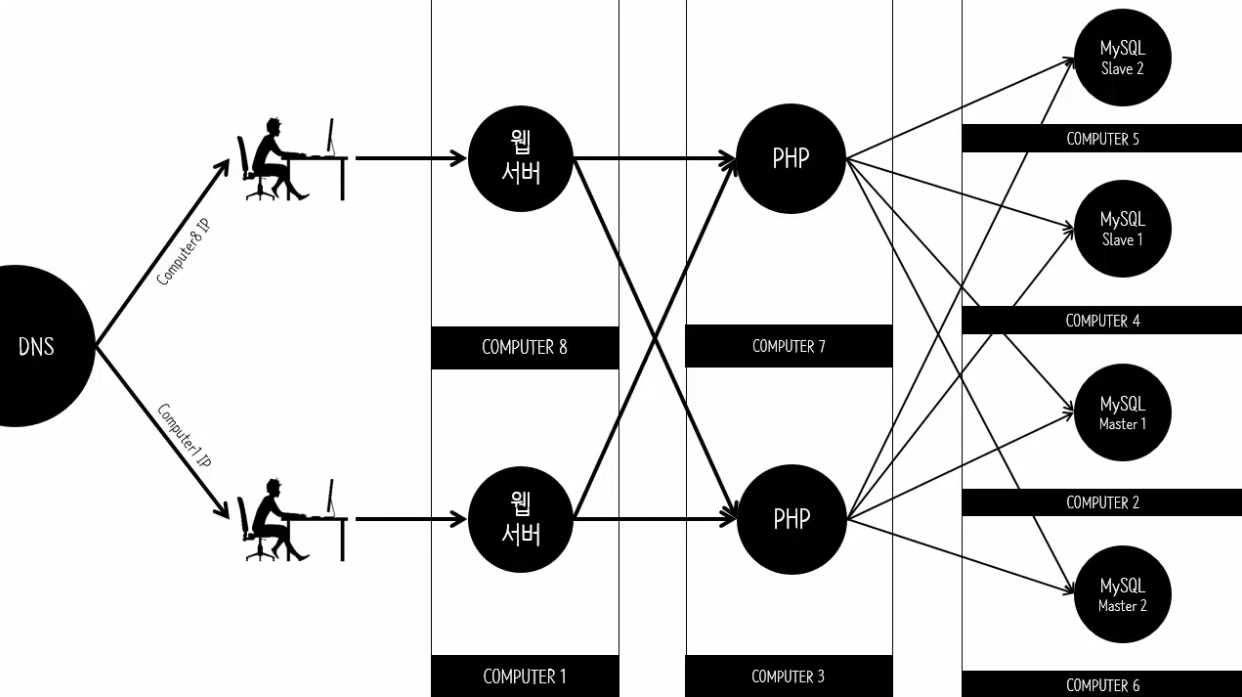 DNS
Computer8 IP
Computer1 IP
웹
서버
COMPUTER 8
웹
서버
COMPUTER 1
PHP
COMPUTER 7
PHP
COMPUTER 3
MySQL
Slave 2
COMPUTER 5
MySQL
Slave 1
COMPUTER 4
MySQL
Master 1
COMPUTER 2
MySQL
Master 2
COMPUTER 6